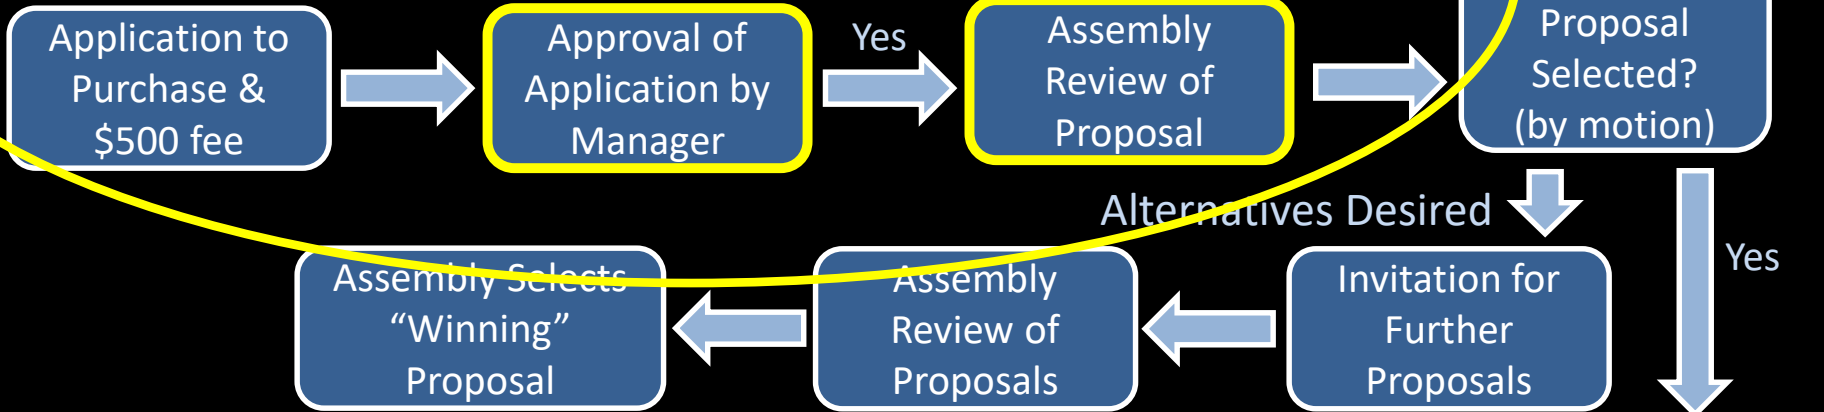 Application to
Purchase &
$500 fee
Approval of
Application by
Manager
Yes
Assembly
Review of
Proposal
Proposal
Selected?
(by motion)
Alternatives Desired
Yes
Assembly Selects
“Winning”
Proposal
Assembly
Review of
Proposals
Invitation for
Further
Proposals